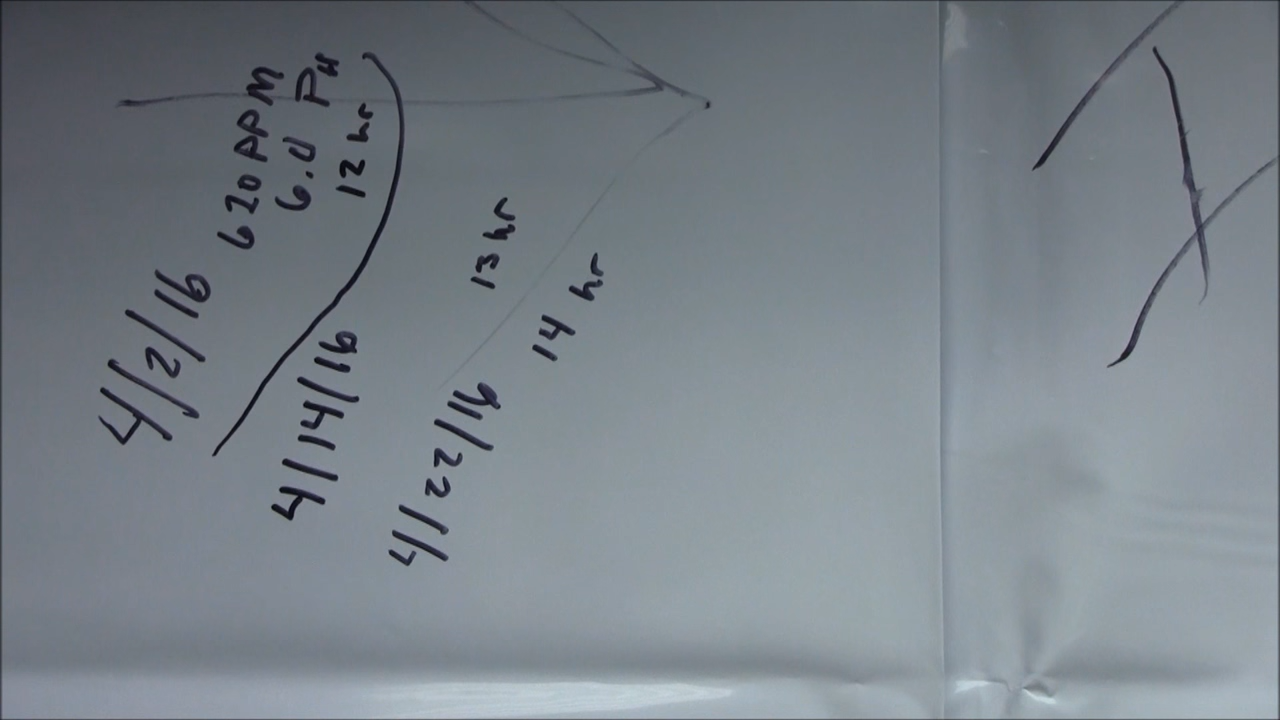 4/2/16 620 PPM
6.0 PH
12 hr
4/14/16 13 hr
4/22/16 14 hr